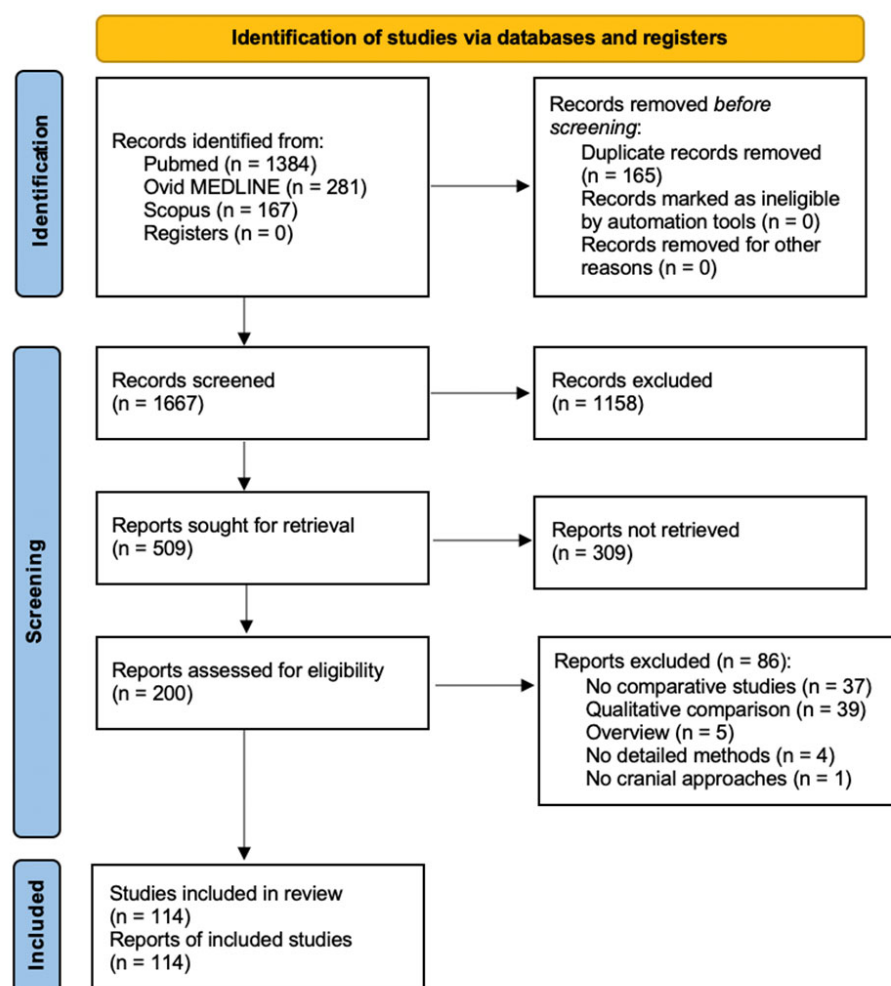 Identification of studies via databases and registers
Identification
Records identified from:
Pubmed (n = 1384)
Ovid MEDLINE (n = 281)
Scopus (n = 167)
Registers (n = 0)
Records removed before
screening:
Duplicate records removed
(n = 165)
Records marked as ineligible
by automation tools (n = 0)
Records removed for other
reasons (n = 0)
Screening
Records screened
(n = 1667)
Records excluded
(n = 1158)
Reports sought for retrieval
(n = 509)
Reports not retrieved
(n = 309)
Reports assessed for eligibility
(n = 200)
Reports excluded (n = 86):
No comparative studies (n = 37)
Qualitative comparison (n = 39)
Overview (n = 5)
No detailed methods (n = 4)
No cranial approaches (n = 1)
Included
Studies included in review
(n = 114)
Reports of included studies
(n = 114)